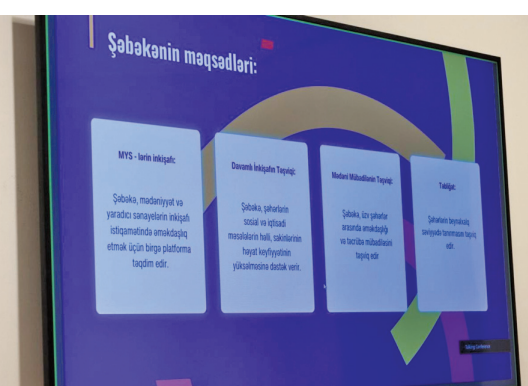 Şəbəkənin məqsədləri:
MYS - lərin inkişafı:
Şəbəkə, mədəniyyət və
yaradıcı sənayelərin inkişafı
istiqamətində əməkdaşlıq
etmək üçün birgə platforma
təqdim edir.
Davamlı İnkişafın Təşviqi:
Şəbəkə, şəhərlərin
sosial və iqtisadi
məsələlərin həlli, sakinlərinin
həyat keyfiyyətinin
yüksəlməsinə dəstək verir.
Mədəni Mübadilənin Təşviqi:
Şəbəkə, üzv şəhərlər
arasında əməkdaşlığı
və təcrübə mübadiləsini
təşviq edir
Təbliğat:
Şəhərlərin beynəlxalq
səviyyədə tanınmasını təşviq
edir.